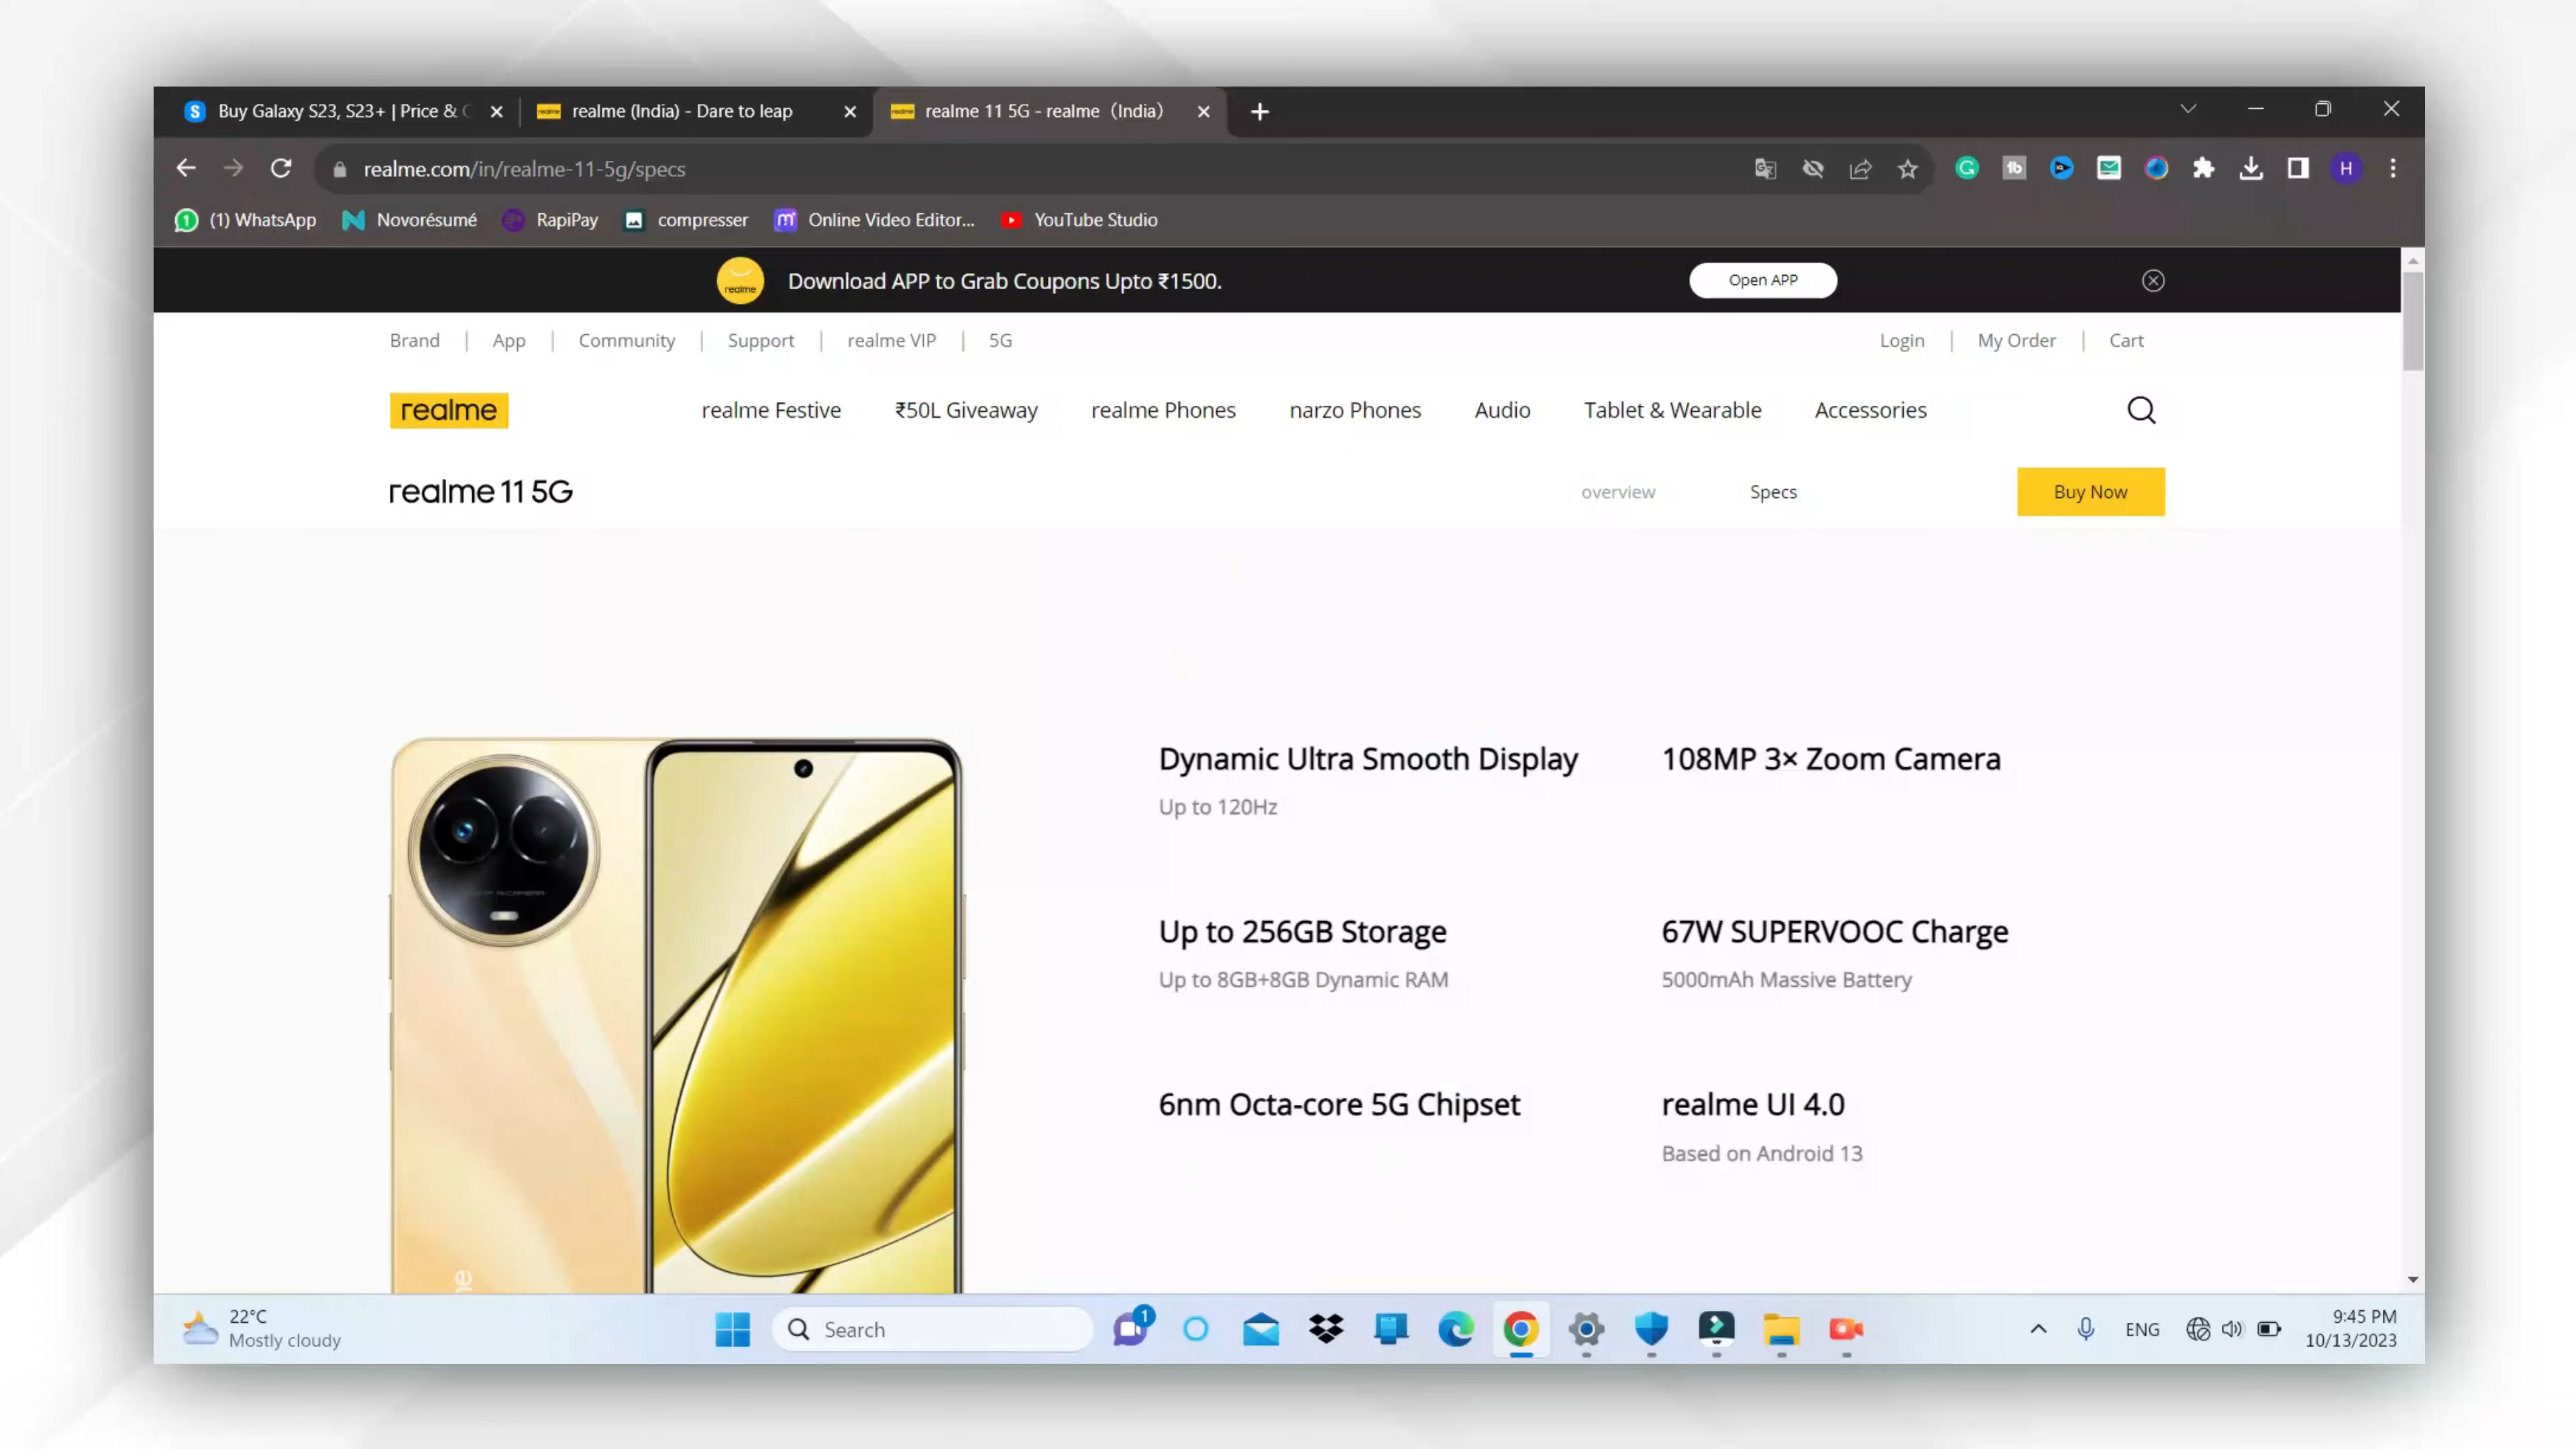 Buy Galaxy S23, S23+ | Price &
realme (India) - Dare to leap
realme 11 5G - realme (India)
realme.com/in/realme-11-5g/specs
H
(1) WhatsApp
Novorésumé
RapiPay
compresser
Online Video Editor...
YouTube Studio
realme
Download APP to Grab Coupons Upto ₹1500.
Open APP
Brand | App | Community | Support | realme VIP | 5G
Login | My Order | Cart
realme
realme Festive
₹50L Giveaway
realme Phones
narzo Phones
Audio
Tablet & Wearable
Accessories
realme 11 5G
overview
Specs
Buy Now
Dynamic Ultra Smooth Display
Up to 120Hz
108MP 3× Zoom Camera
Up to 256GB Storage
Up to 8GB+8GB Dynamic RAM
67W SUPERVOOC Charge
5000mAh Massive Battery
6nm Octa-core 5G Chipset
realme UI 4.0
Based on Android 13
22°C
Mostly cloudy
Search
1
ENG
9:45 PM
10/13/2023